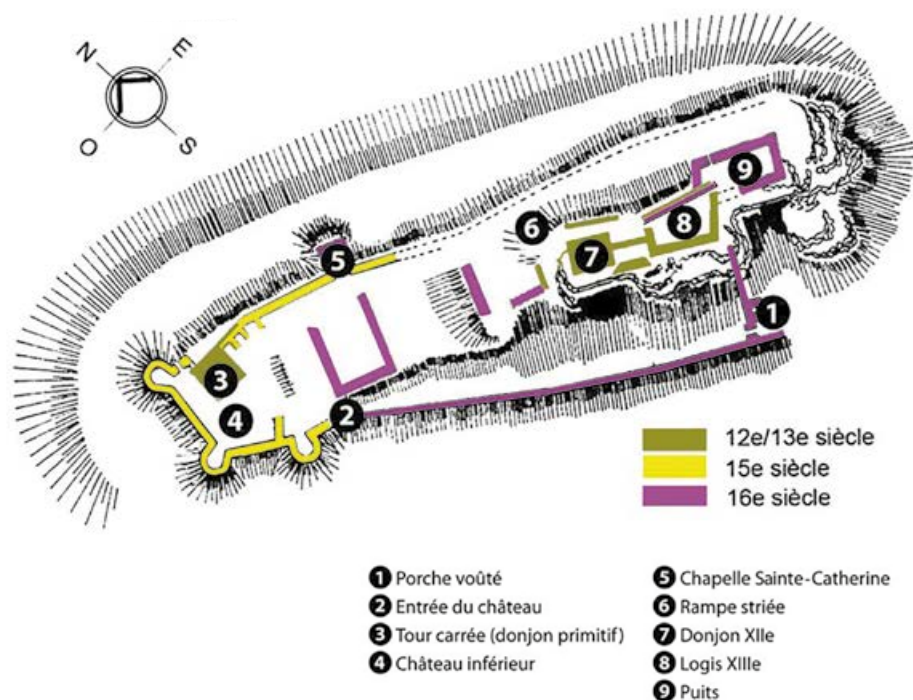 N
E
O
S
9
6
8
7
5
1
3
2
4
12e/13e siècle
15e siècle
16e siècle
1 Porche voûté
2 Entrée du château
3 Tour carrée (donjon primitif)
4 Château inférieur
5 Chapelle Sainte-Catherine
6 Rampe striée
7 Donjon XIIe
8 Logis XIIIe
9 Puits